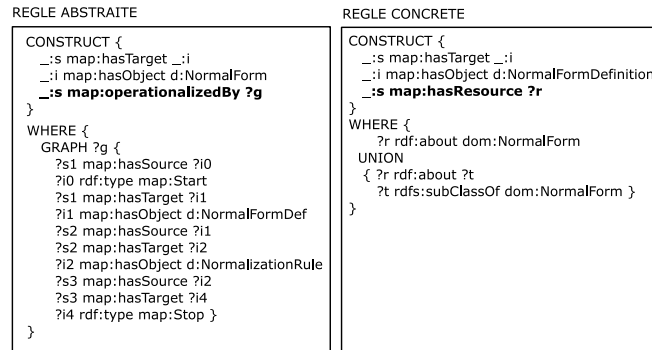 REGLE ABSTRAITE
CONSTRUCT {
_:s map:hasTarget _:i
_:i map:hasObject d:NormalForm
_:s map:operationalizedBy ?g
}
WHERE {
GRAPH ?g {
?s1 map:hasSource ?i0
?i0 rdf:type map:Start
?s1 map:hasTarget ?i1
?i1 map:hasObject d:NormalFormDef
?s2 map:hasSource ?i1
?s2 map:hasTarget ?i2
?i2 map:hasObject d:NormalizationRule
?s3 map:hasSource ?i2
?s3 map:hasTarget ?i4
?i4 rdf:type map:Stop }
}
REGLE CONCRETE
CONSTRUCT {
_:s map:hasTarget _:i
_:i map:hasObject d:NormalFormDefinition
_:s map:hasResource ?r
}
WHERE {
?r rdf:about dom:NormalForm
UNION
{ ?r rdf:about ?t
?t rdfs:subClassOf dom:NormalForm }
}